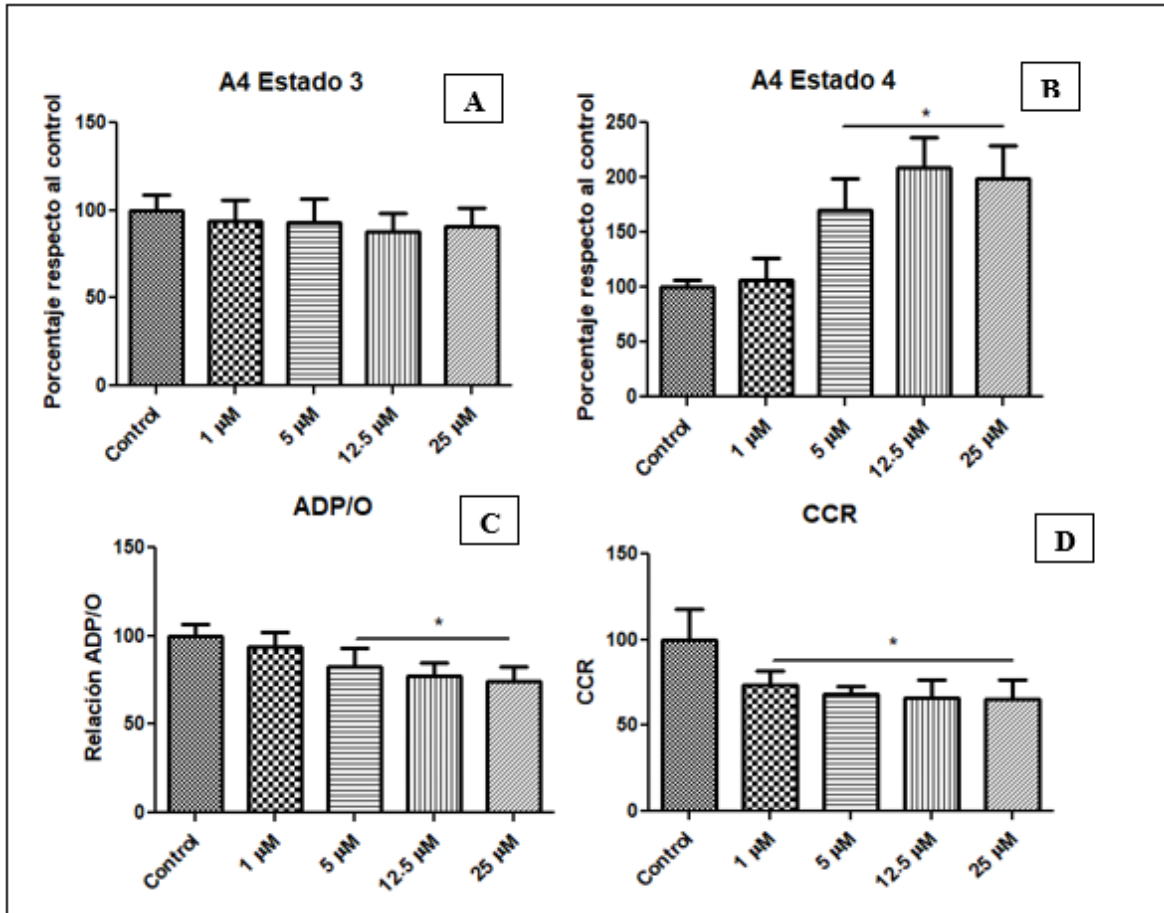 A4 Estado 3
A
Porcentaje respecto al control
150
100
50
0
Control
1 µM
5 µM
12.5 µM
25 µM
A4 Estado 4
B
Porcentaje respecto al control
250
200
150
100
50
0
*
Control
1 µM
5 µM
12.5 µM
25 µM
ADP/O
C
Relación ADP/O
150
100
50
0
*
Control
1 µM
5 µM
12.5 µM
25 µM
CCR
D
CCR
150
100
50
0
*
Control
1 µM
5 µM
12.5 µM
25 µM